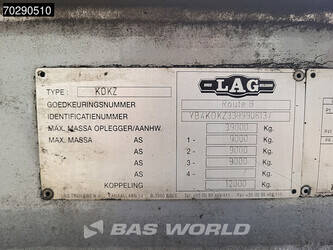 70290510
LAG
TYPE: KOKZ
GOEDKEURINGSNUMMER Route B
IDENTIFICATIENUMMER
MAX. MASSA OPLEGGER/AANHW. 39000 Kg.
MAX. MASSA AS 1 - 9000 Kg.
AS 2 - 9000 Kg.
AS 3 - 9000 Kg.
AS 4 - Kg.
KOPPELING 12000 Kg.
BAS WORLD